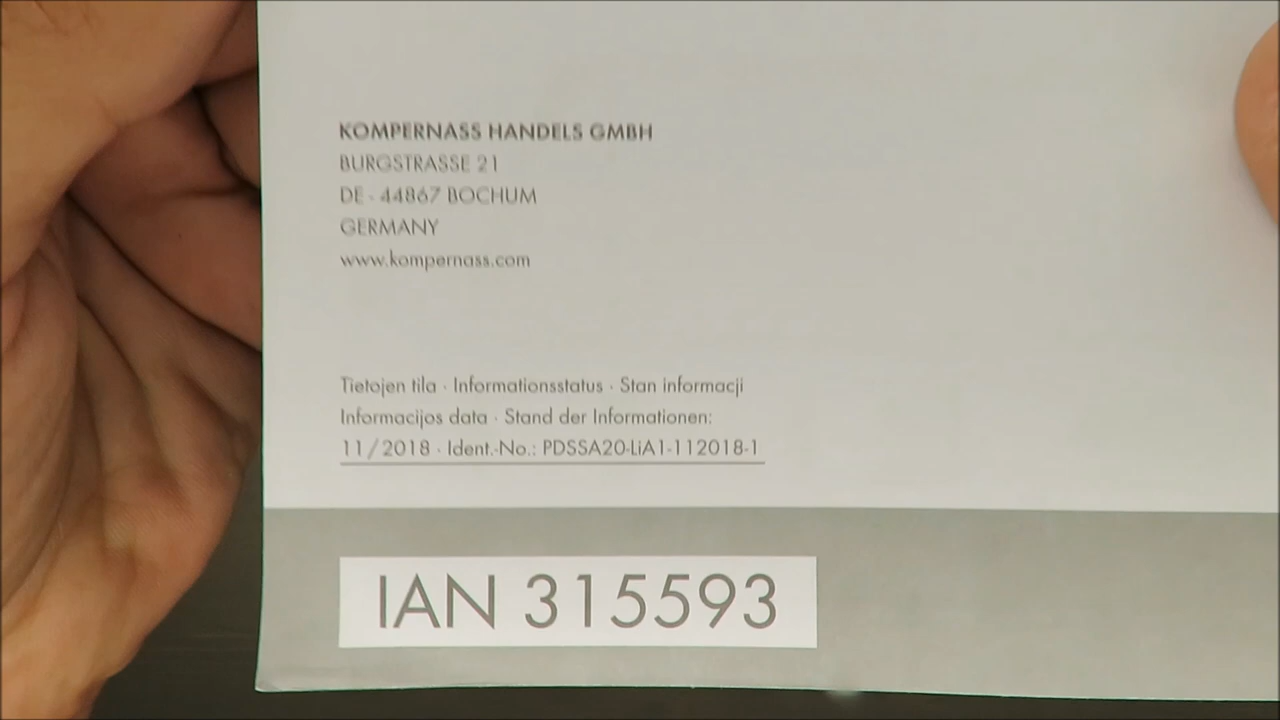 KOMPERNASS HANDELS GMBH
BURGSTRASSE 21
DE - 44867 BOCHUM
GERMANY
www.kompernass.com
Tietojen tila · Informationsstatus · Stan informacji
Informacijos data · Stand der Informationen:
11/2018 · Ident.-No.: PDSSA20-LiA1-112018-1
IAN 315593